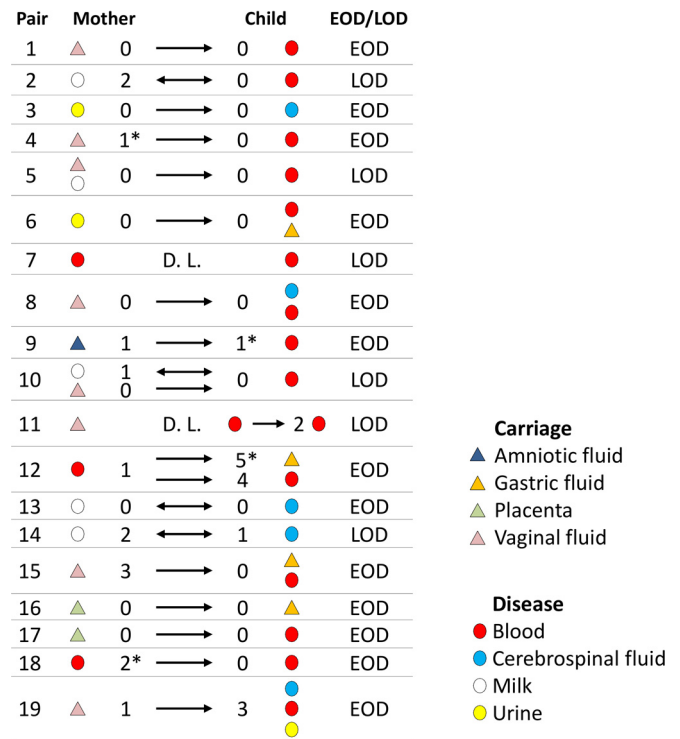 Pair Mother Child EOD/LOD
1 0 0 EOD
2 2 0 LOD
3 0 0 EOD
4 1* 0 EOD
5 0 0 LOD
6 0 0 EOD
7 D. L. LOD
8 0 0 EOD
9 1 1* EOD
10 1 0 0 LOD
11 D. L. 2 LOD
12 1 5* 4 EOD
13 0 0 EOD
14 2 1 LOD
15 3 0 EOD
16 0 0 EOD
17 0 0 EOD
18 2* 0 EOD
19 1 3 EOD
Carriage
Amniotic fluid
Gastric fluid
Placenta
Vaginal fluid
Disease
Blood
Cerebrospinal fluid
Milk
Urine